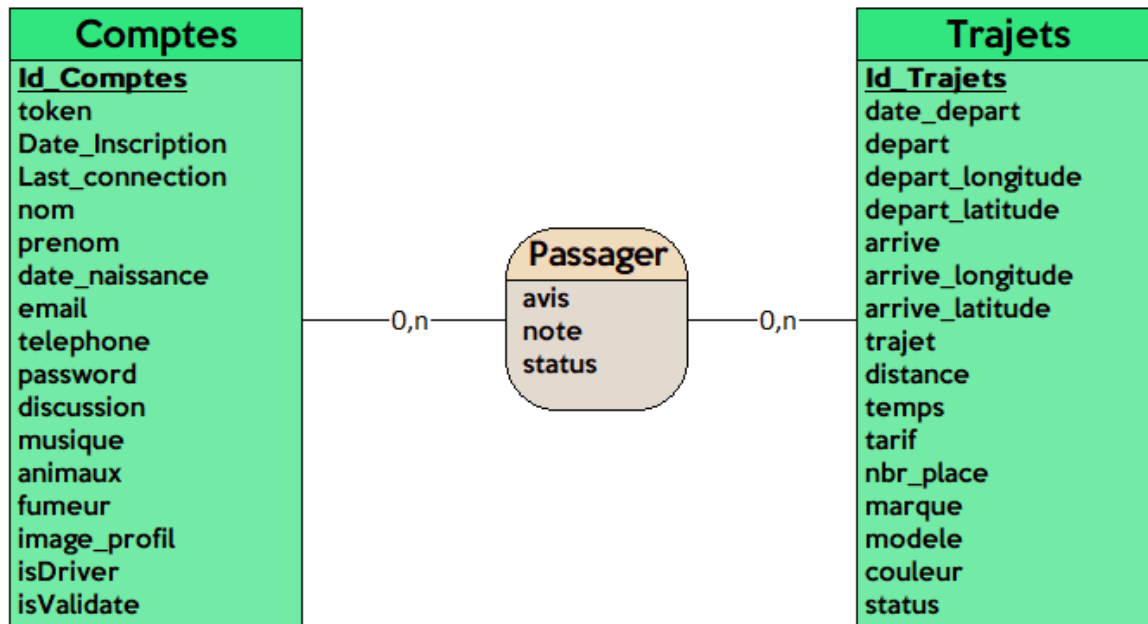 Comptes
Id_Comptes
token
Date_Inscription
Last_connection
nom
prenom
date_naissance
email
telephone
password
discussion
musique
animaux
fumeur
image_profil
isDriver
isValidate
0,n
Passager
avis
note
status
0,n
Trajets
Id_Trajets
date_depart
depart
depart_longitude
depart_latitude
arrive
arrive_longitude
arrive_latitude
trajet
distance
temps
tarif
nbr_place
marque
modele
couleur
status